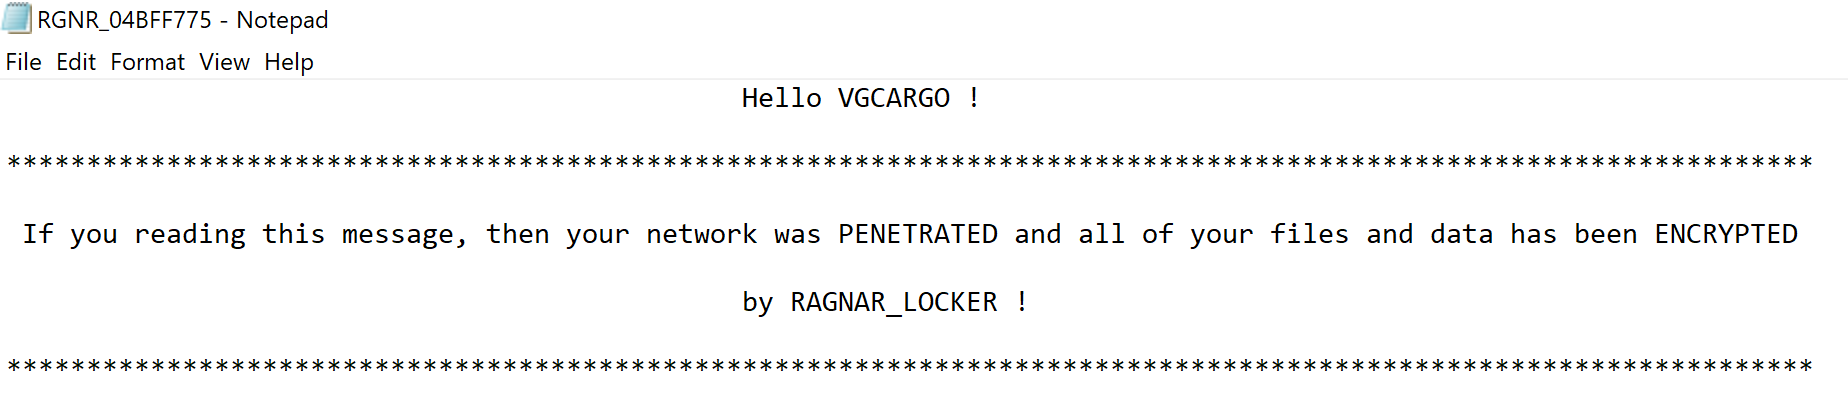 RGNR_04BFF775 - Notepad
File Edit Format View Help
Hello VGCARGO !
*****************************************************************************************************************
If you reading this message, then your network was PENETRATED and all of your files and data has been ENCRYPTED
by RAGNAR_LOCKER !
*****************************************************************************************************************